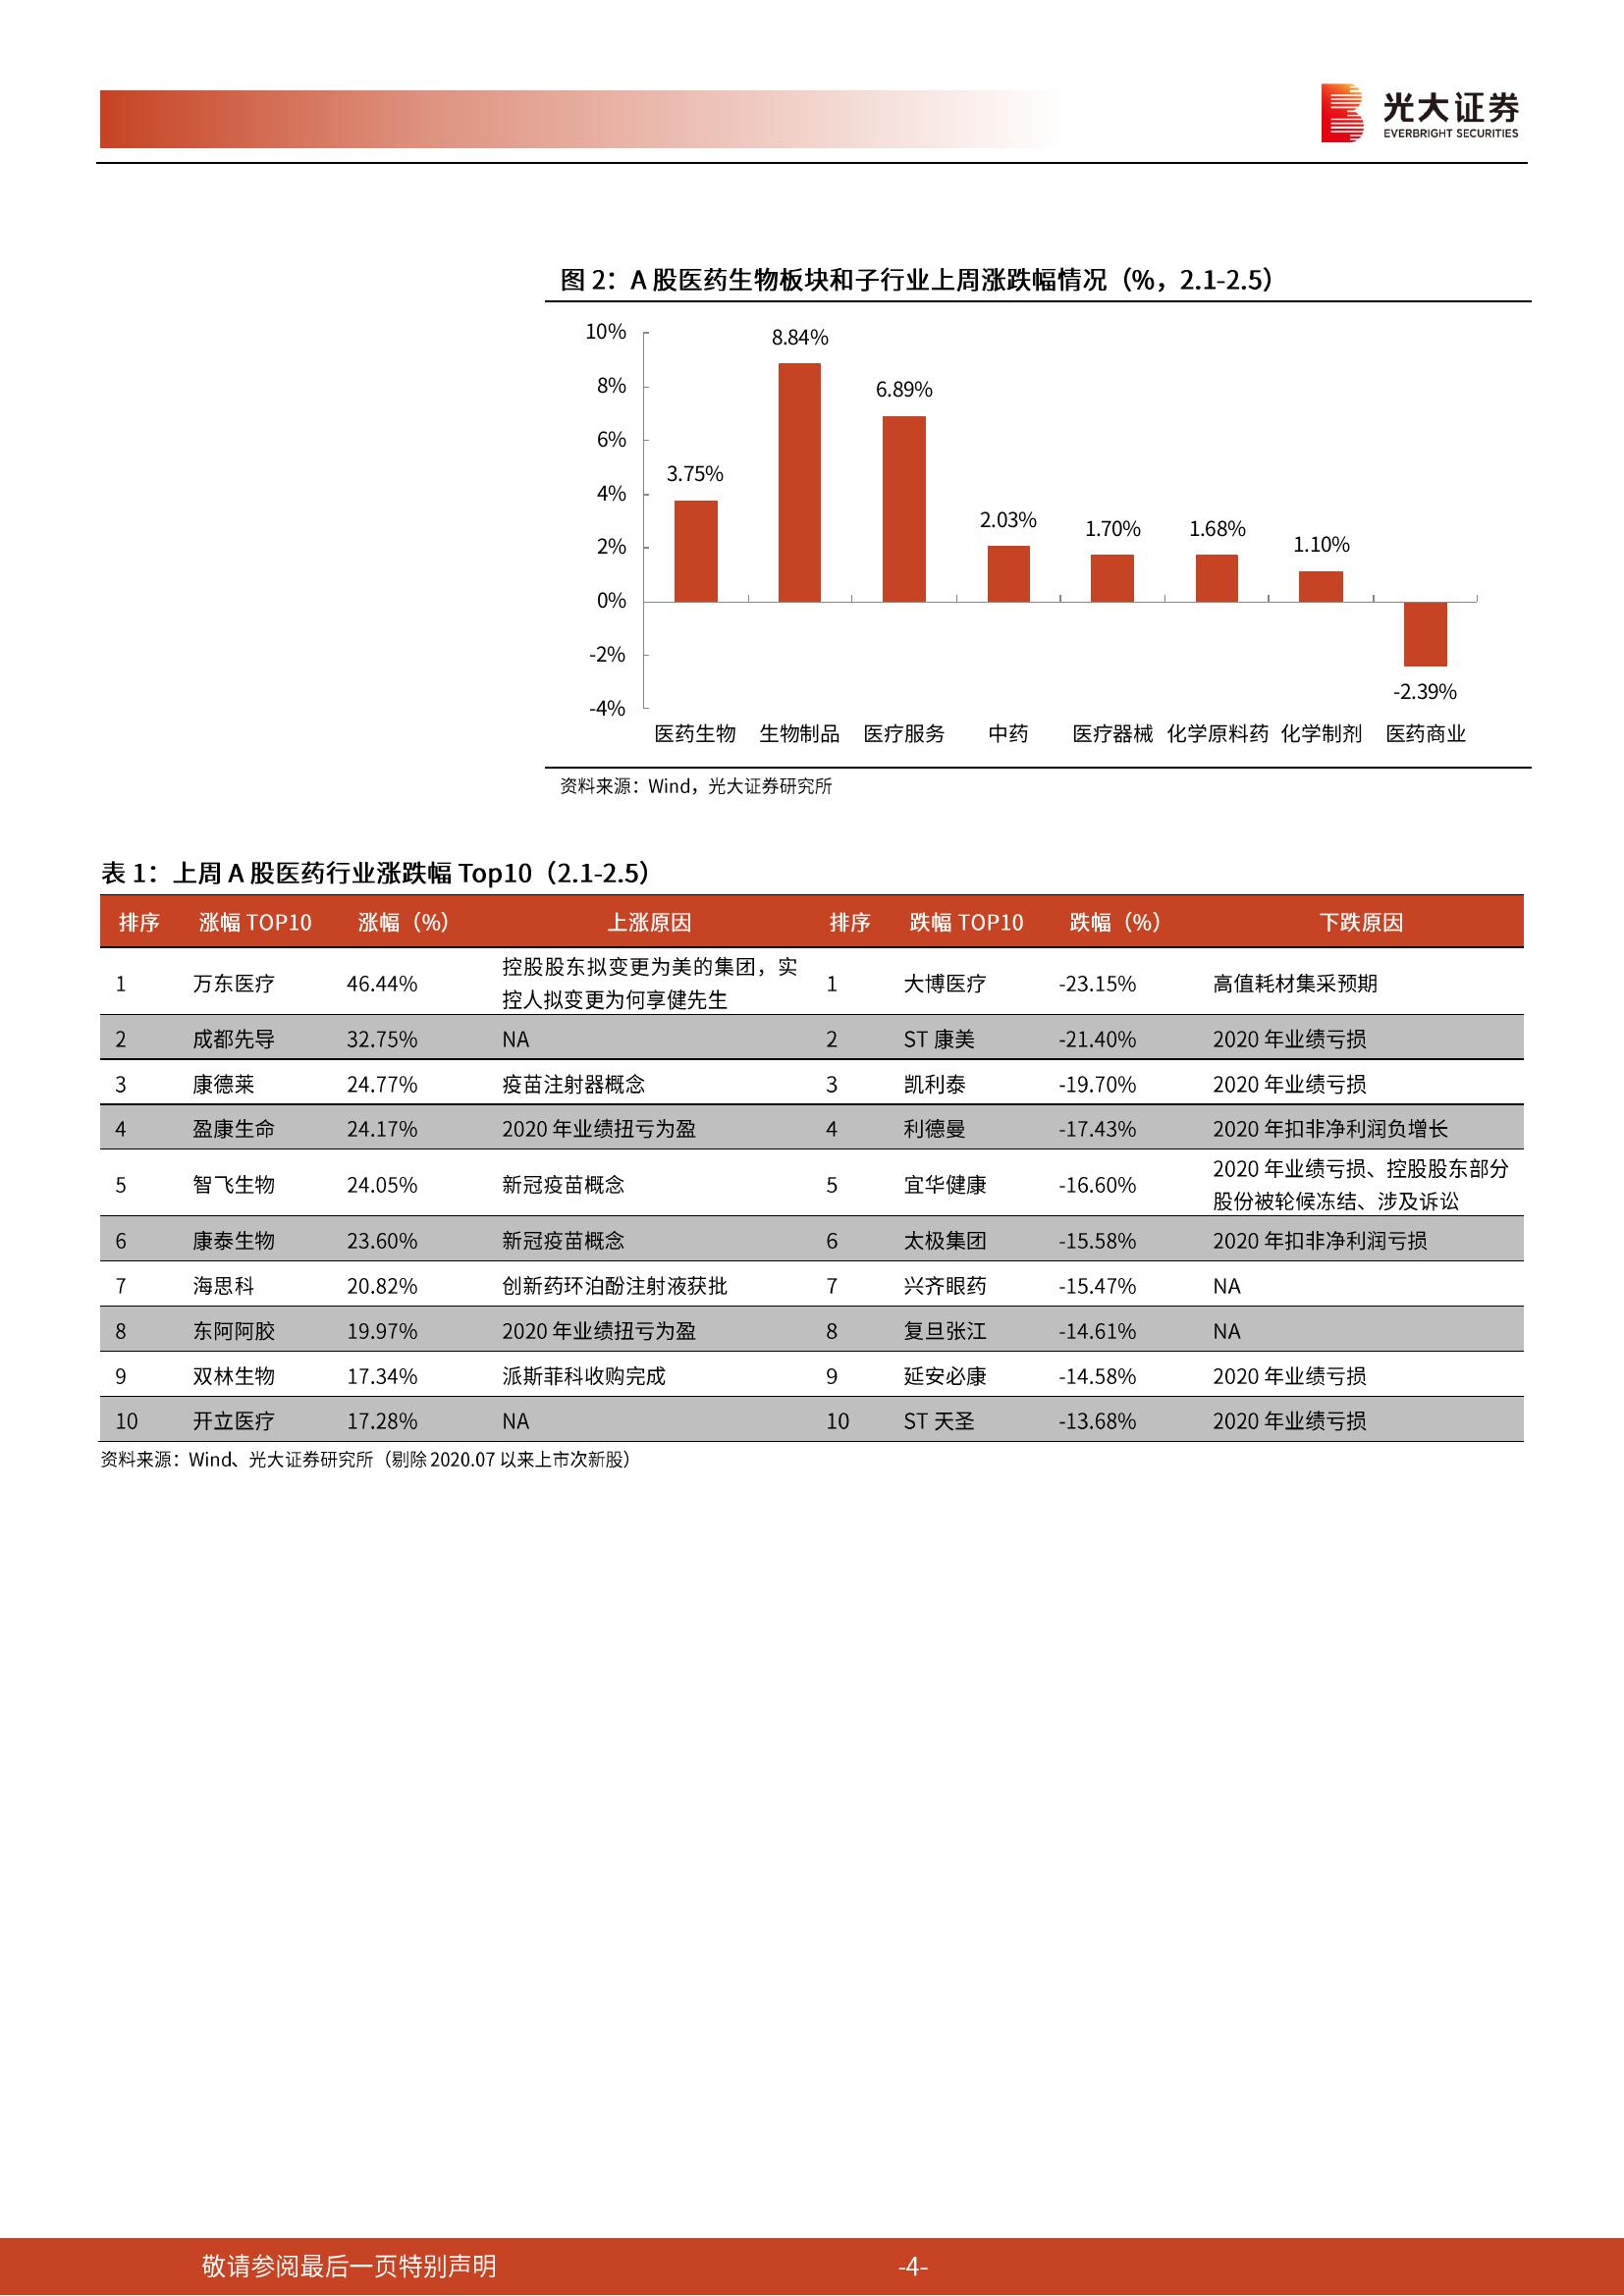 光大证券
EVERBRIGHT SECURITIES
图 2：A 股医药生物板块和子行业上周涨跌幅情况（%，2.1-2.5）
10%
8%
6%
4%
2%
0%
-2%
-4%
3.75%
8.84%
6.89%
2.03%
1.70%
1.68%
1.10%
-2.39%
医药生物 生物制品 医疗服务 中药 医疗器械 化学原料药 化学制剂 医药商业
资料来源：Wind，光大证券研究所
表 1：上周 A 股医药行业涨跌幅 Top10（2.1-2.5）
排序 涨幅 TOP10 涨幅（%） 上涨原因 排序 跌幅 TOP10 跌幅（%） 下跌原因
1 万东医疗 46.44% 控股股东拟变更为美的集团，实 1 大博医疗 -23.15% 高值耗材集采预期
控人拟变更为何享健先生
2 成都先导 32.75% NA 2 ST 康美 -21.40% 2020 年业绩亏损
3 康德莱 24.77% 疫苗注射器概念 3 凯利泰 -19.70% 2020 年业绩亏损
4 盈康生命 24.17% 2020 年业绩扭亏为盈 4 利德曼 -17.43% 2020 年扣非净利润负增长
5 智飞生物 24.05% 新冠疫苗概念 5 宜华健康 -16.60% 2020 年业绩亏损、控股股东部分
股份被轮候冻结、涉及诉讼
6 康泰生物 23.60% 新冠疫苗概念 6 太极集团 -15.58% 2020 年扣非净利润亏损
7 海思科 20.82% 创新药环泊酚注射液获批 7 兴齐眼药 -15.47% NA
8 东阿阿胶 19.97% 2020 年业绩扭亏为盈 8 复旦张江 -14.61% NA
9 双林生物 17.34% 派斯菲科收购完成 9 延安必康 -14.58% 2020 年业绩亏损
10 开立医疗 17.28% NA 10 ST 天圣 -13.68% 2020 年业绩亏损
资料来源：Wind、光大证券研究所（剔除 2020.07 以来上市次新股）
敬请参阅最后一页特别声明 -4-